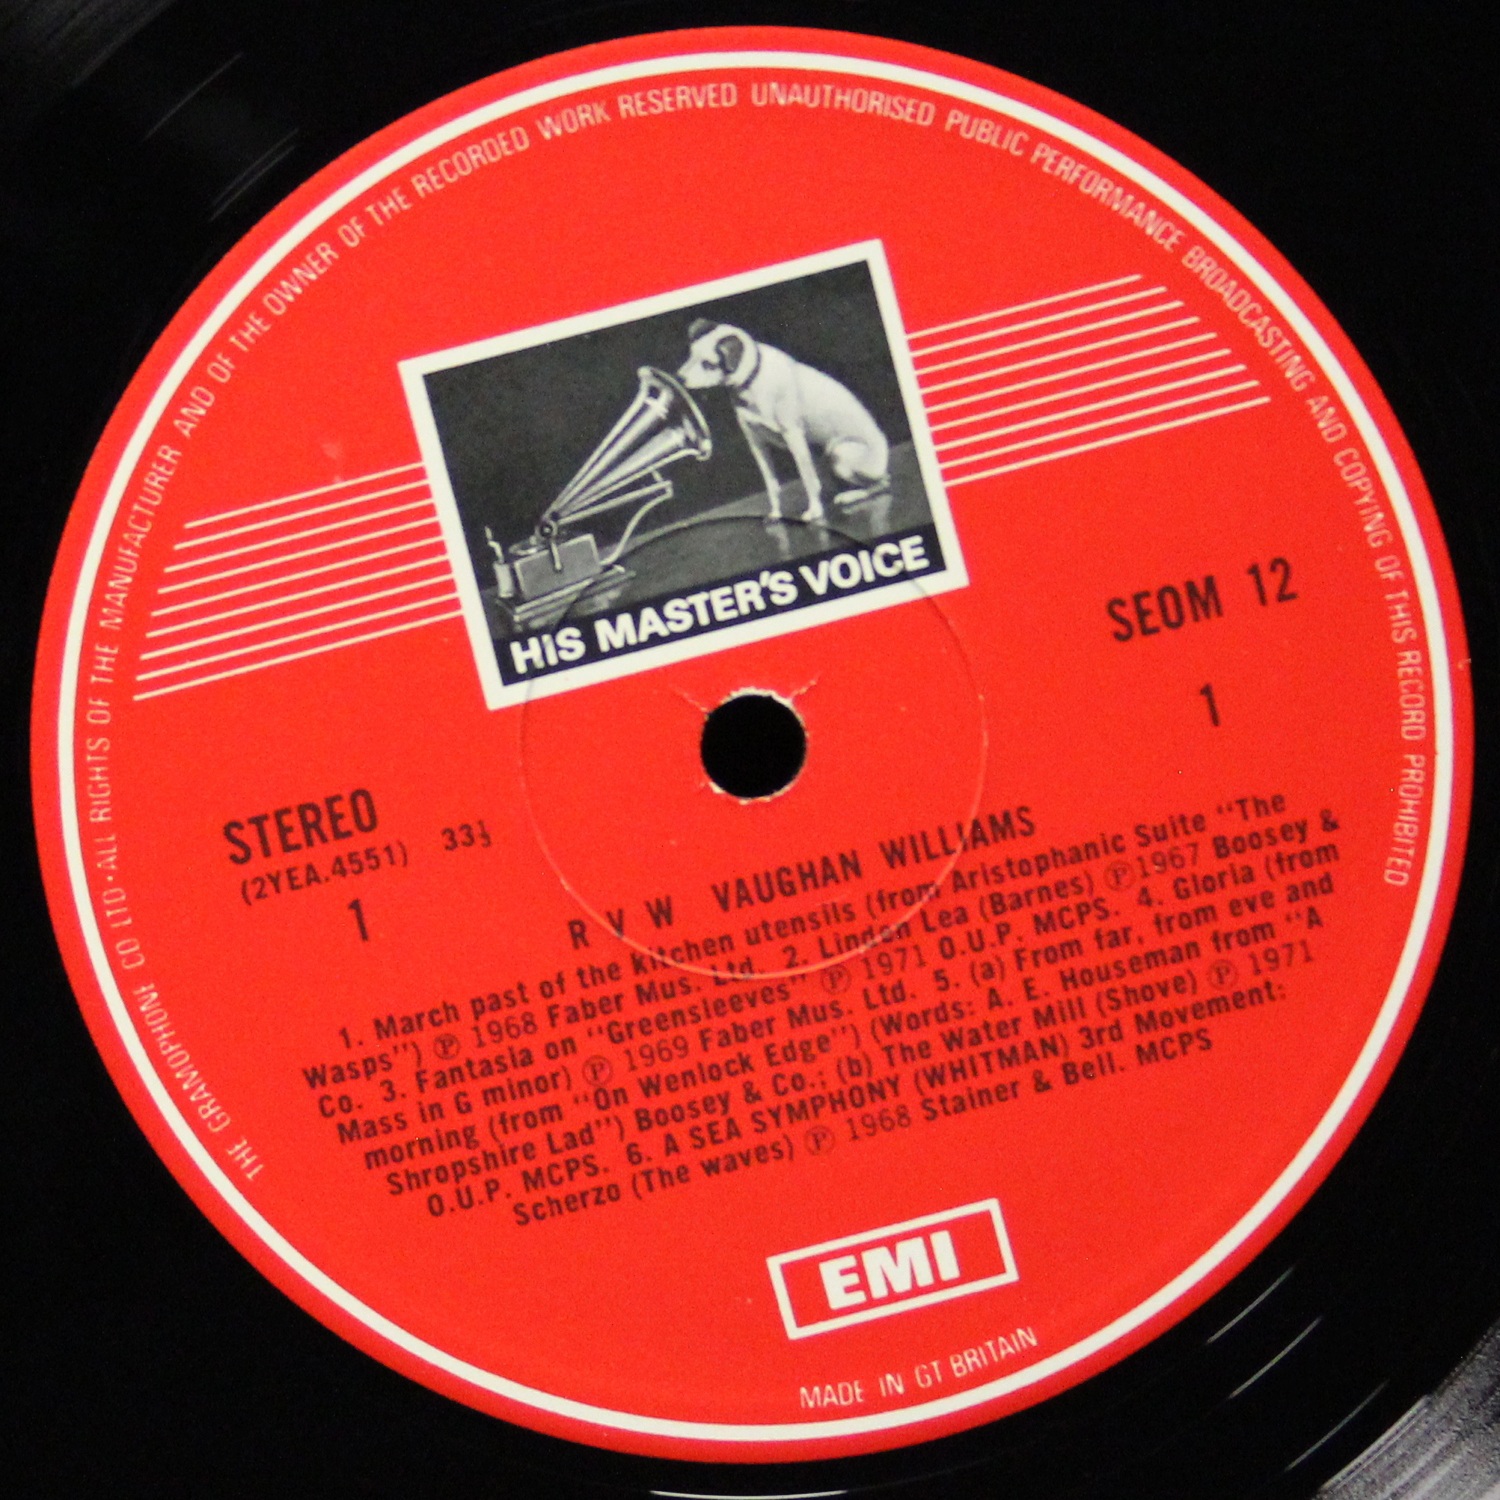 THE GRAMOPHONE CO LTD·ALL RIGHTS OF THE MANUFACTURER AND OF THE OWNER OF THE RECORDED WORK RESERVED UNAUTHORISED PUBLIC PERFORMANCE BROADCASTING AND COPYING OF THIS RECORD PROHIBITED
HIS MASTER'S VOICE
SEOM 12
1
STEREO
(2YEA.4551) 33⅓
1
R V W VAUGHAN WILLIAMS
1. March past of the kitchen utensils (from Aristophanic Suite “The
Wasps”) ℗ 1968 Faber Mus. Ltd. 2. Linden Lea (Barnes) ℗1967 Boosey &
Co. 3. Fantasia on “Greensleeves” ℗ 1971 O.U.P. MCPS. 4. Gloria (from
Mass in G minor) ℗ 1969 Faber Mus. Ltd. 5. (a) From far, from eve and
morning (from “On Wenlock Edge”) (Words: A. E. Houseman from “A
Shropshire Lad”) Boosey & Co.; (b) The Water Mill (Shove) ℗ 1971
O.U.P. MCPS. 6. A SEA SYMPHONY (WHITMAN) 3rd Movement:
Scherzo (The waves) ℗ 1968 Stainer & Bell. MCPS
EMI
MADE IN GT BRITAIN